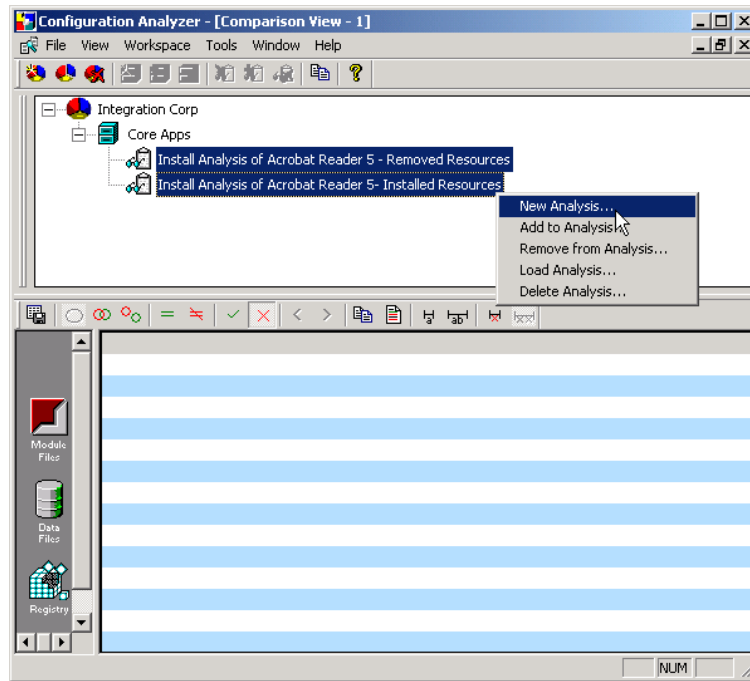 Configuration Analyzer - [Comparison View - 1]
File View Workspace Tools Window Help
Integration Corp
Core Apps
Install Analysis of Acrobat Reader 5 - Removed Resources
Install Analysis of Acrobat Reader 5- Installed Resources
New Analysis...
Add to Analysis
Remove from Analysis...
Load Analysis...
Delete Analysis...
a
ab
Module
Files
Data
Files
Registry
NUM